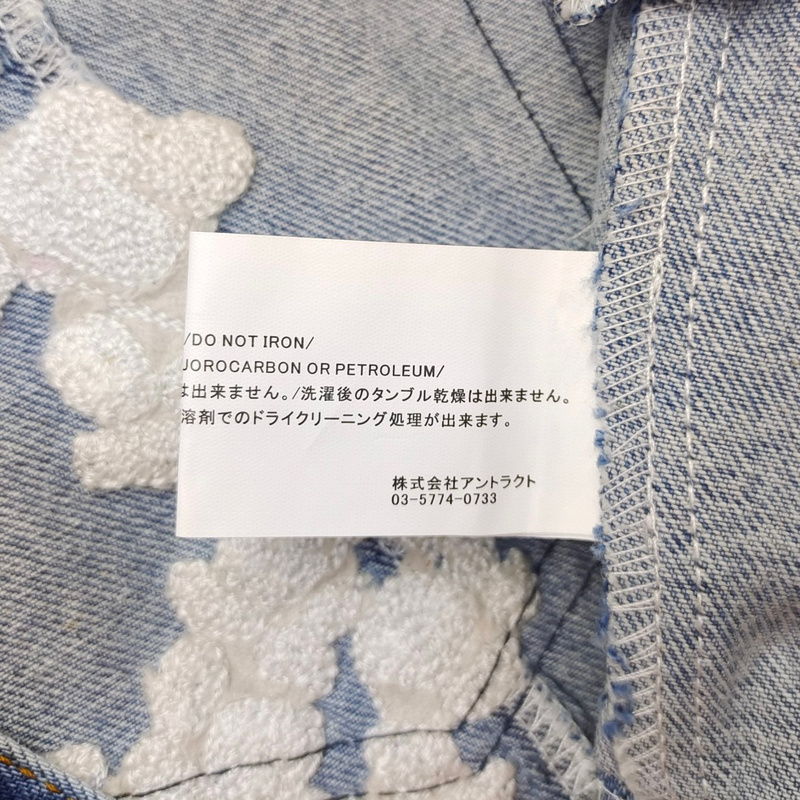 /DO NOT IRON/
UOROCARBON OR PETROLEUM/
は出来ません。/洗濯後のタンブル乾燥は出来ません。
溶剤でのドライクリーニング処理が出来ます。
株式会社アントラクト
03-5774-0733